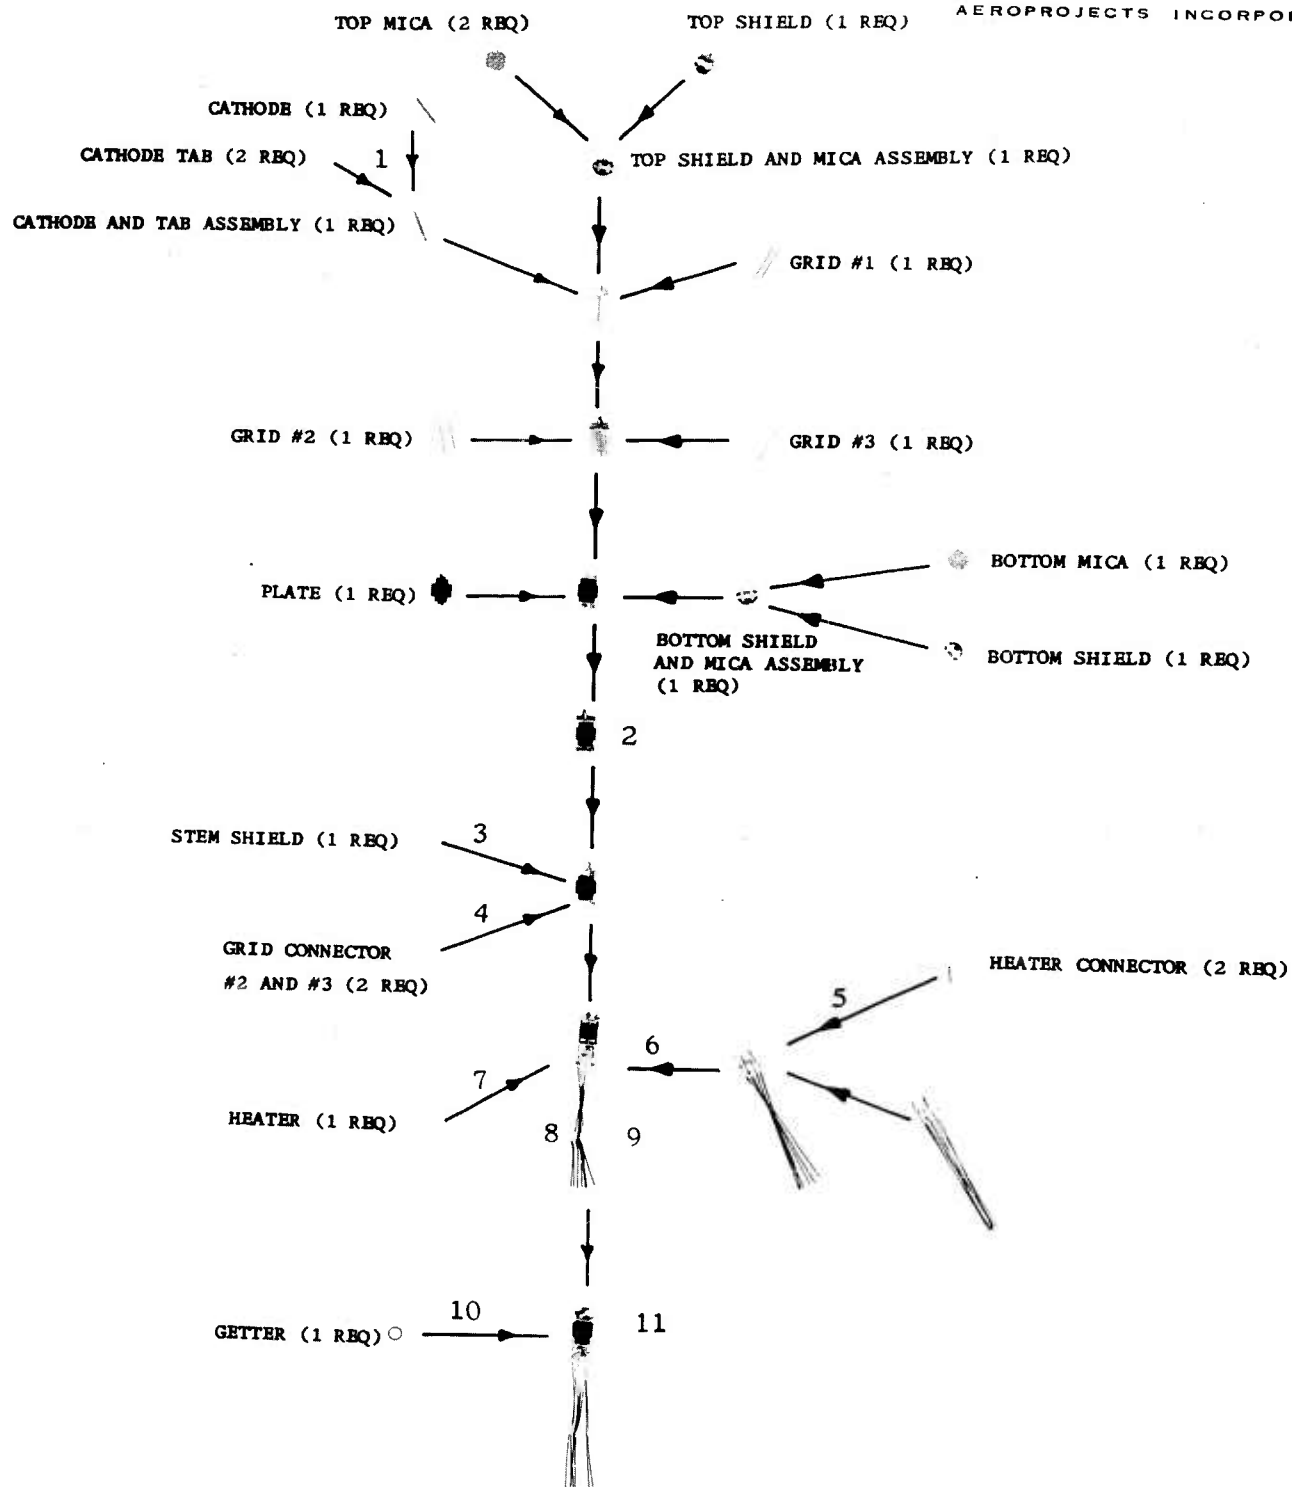 AEROPROJECTS INCORPO
TOP MICA (2 REQ)
TOP SHIELD (1 REQ)
CATHODE (1 REQ)
CATHODE TAB (2 REQ)
1
TOP SHIELD AND MICA ASSEMBLY (1 REQ)
CATHODE AND TAB ASSEMBLY (1 REQ)
GRID #1 (1 REQ)
GRID #2 (1 REQ)
GRID #3 (1 REQ)
PLATE (1 REQ)
BOTTOM MICA (1 REQ)
BOTTOM SHIELD
AND MICA ASSEMBLY
(1 REQ)
BOTTOM SHIELD (1 REQ)
2
STEM SHIELD (1 REQ)
3
4
GRID CONNECTOR
#2 AND #3 (2 REQ)
HEATER CONNECTOR (2 REQ)
5
6
7
HEATER (1 REQ)
8
9
GETTER (1 REQ)
10
11